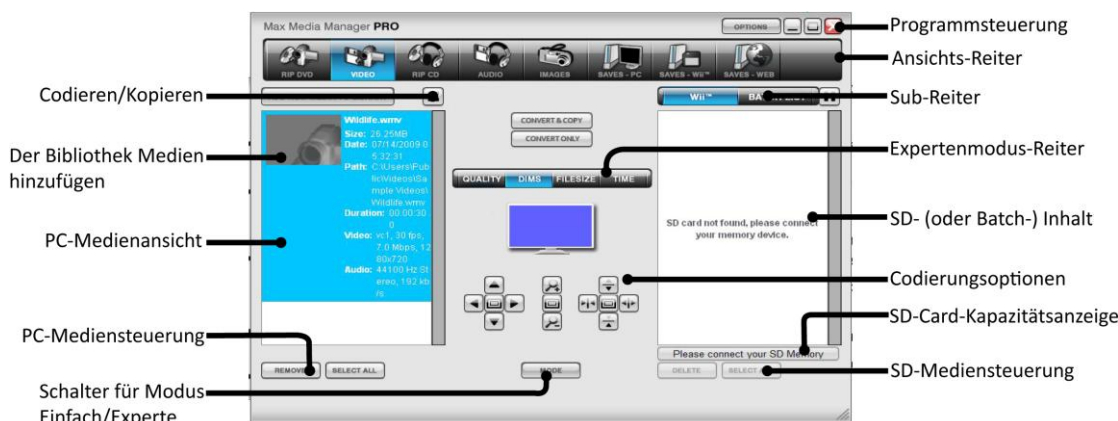 Max Media Manager PRO
OPTIONS
Programmsteuerung
RIP DVD
VIDEO
RIP CD
AUDIO
IMAGES
SAVES - PC
SAVES - Wii™
SAVES - WEB
Ansichts-Reiter
Codieren/Kopieren
Wii™
Sub-Reiter
Wildlife.wmv
Size: 26.25MB
Date: 07/14/2009 0
5:32:31
Path: C:\Users\Pub
lic\Videos\Sa
mple Videos\
Wildlife.wmv
Duration: 00:00:30
0
Video: vc1, 30 fps,
7.0 Mbps, 12
80x720
Audio: 44100 Hz St
ereo, 192 kb
/s
Der Bibliothek Medien
hinzufügen
PC-Medienansicht
CONVERT & COPY
CONVERT ONLY
Expertenmodus-Reiter
QUALITY
DIMS
FILESIZE
TIME
SD card not found, please connect
your memory device.
SD- (oder Batch-) Inhalt
Codierungsoptionen
SD-Card-Kapazitätsanzeige
PC-Mediensteuerung
Please connect your SD Memory
REMOVE
SELECT ALL
MODE
DELETE
SD-Mediensteuerung
Schalter für Modus
Einfach/Experte